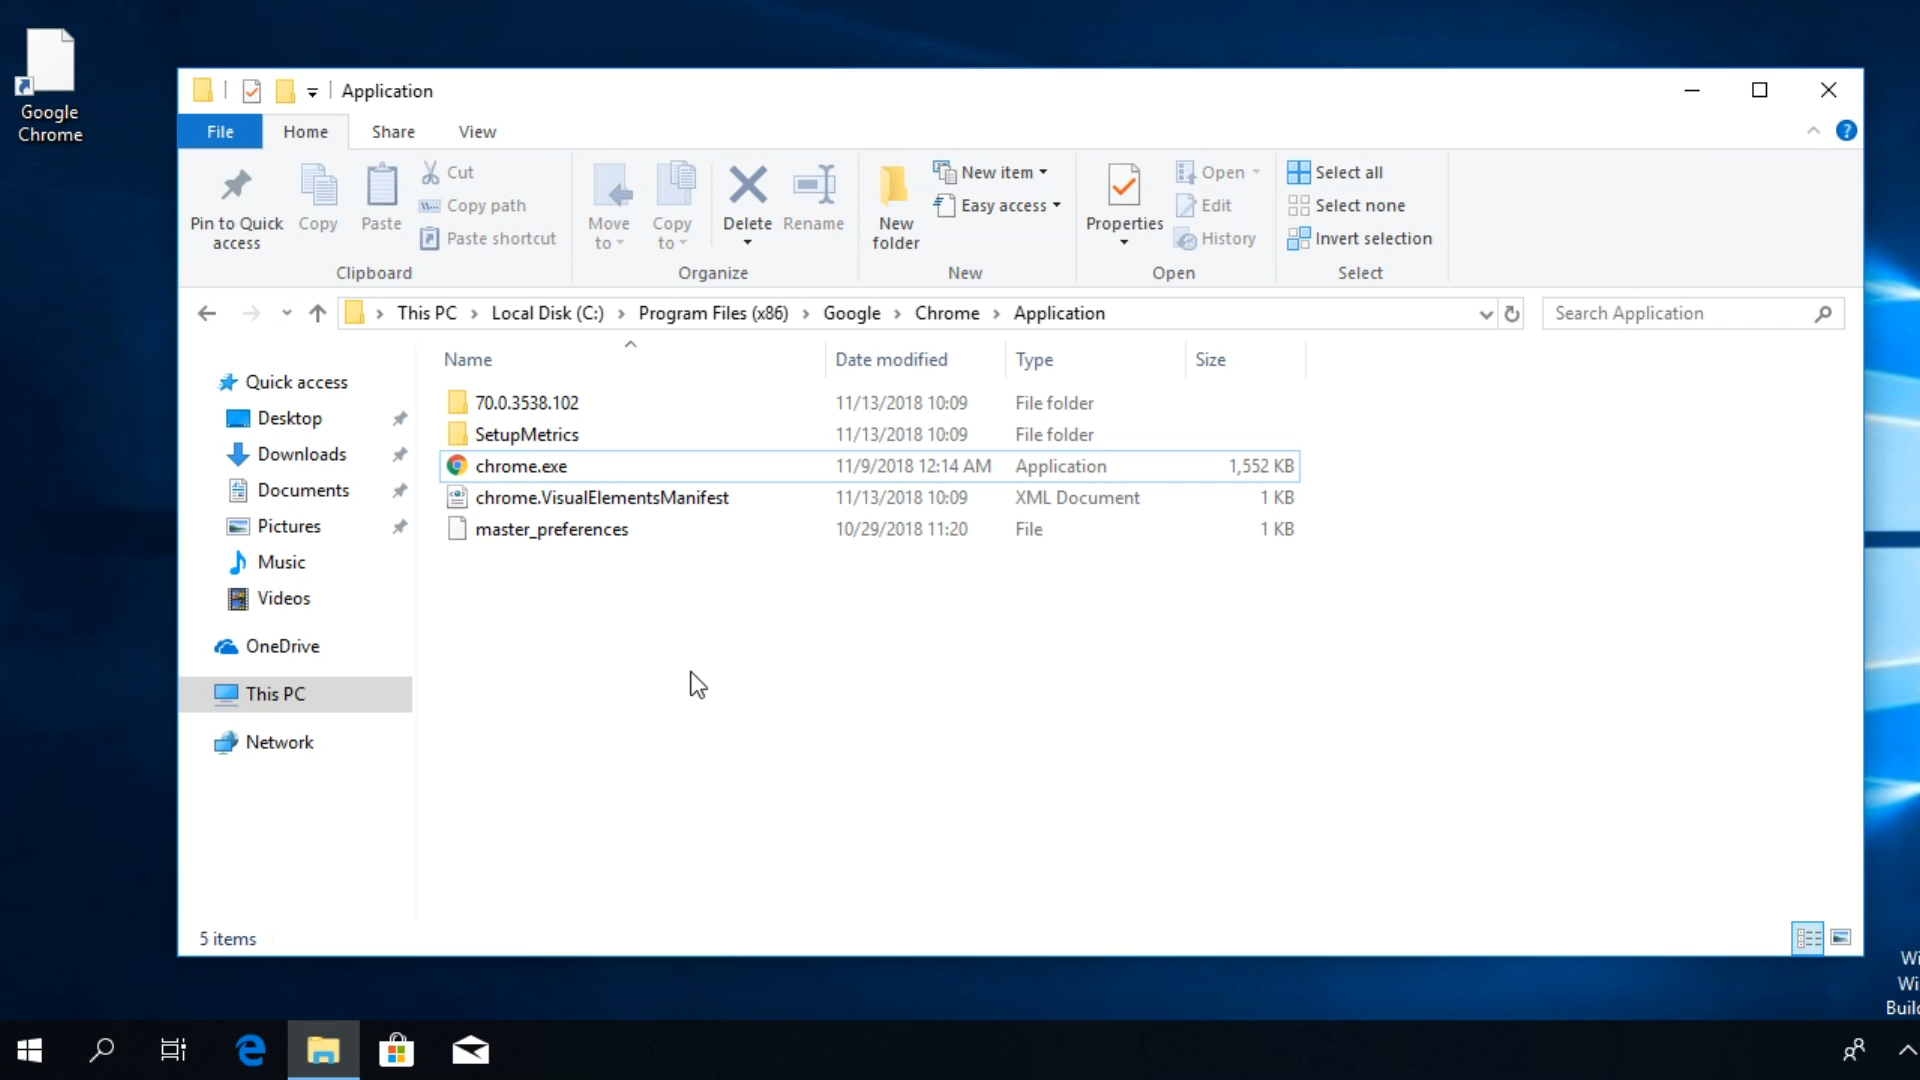 Google
Chrome
Application
File Home Share View
Pin to Quick
access
Copy
Paste
Cut
Copy path
Paste shortcut
Clipboard
Move
to
Copy
to
Delete
Rename
Organize
New
folder
New item
Easy access
New
Properties
Open
Edit
History
Open
Select all
Select none
Invert selection
Select
This PC Local Disk (C:) Program Files (x86) Google Chrome Application
Search Application
Quick access
Desktop
Downloads
Documents
Pictures
Music
Videos
OneDrive
This PC
Network
Name Date modified Type Size
70.0.3538.102 11/13/2018 10:09 File folder
SetupMetrics 11/13/2018 10:09 File folder
chrome.exe 11/9/2018 12:14 AM Application 1,552 KB
chrome.VisualElementsManifest 11/13/2018 10:09 XML Document 1 KB
master_preferences 10/29/2018 11:20 File 1 KB
5 items
Wi
Wi
Build